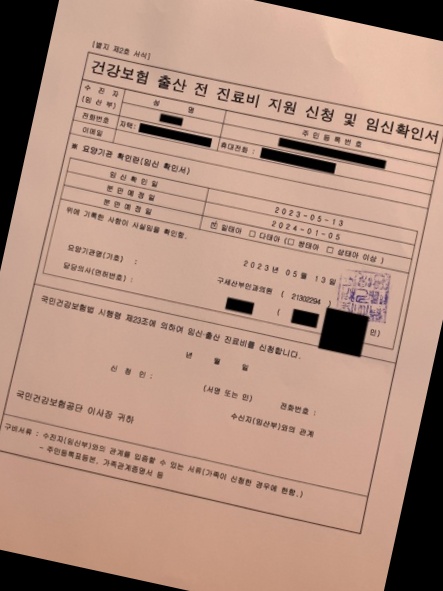 [별지 제2호 서식]
건강보험 출산 전 진료비 지원 신청 및 임신확인서
수 진 자
(임 산 부)
성 명
주 민 등 록 번 호
전화번호
자택:
휴대전화 :
이메일
※ 요양기관 확인란(임신 확인서)
임 신 확 인 일
2023-05-13
분 만 예 정 일
2024-01-05
분 만 예 정 일
일태아 □ 다태아 (□ 쌍태아 □ 삼태아 이상 )
위에 기록한 사항이 사실임을 확인함.
2023년 05월 13일
요양기관명(기호) :
구세산부인과의원 ( 21302294 )
담당의사(면허번호) :
( 인)
국민건강보험법 시행령 제23조에 의하여 임신·출산 진료비를 신청합니다.
년 월 일
신 청 인 :
(서명 또는 인)
전화번호 :
수신자(임산부)와의 관계
국민건강보험공단 이사장 귀하
구비서류 : 수진자(임신부)와의 관계를 입증할 수 있는 서류(가족이 신청한 경우에 한함.)
- 주민등록표등본, 가족관계증명서 등